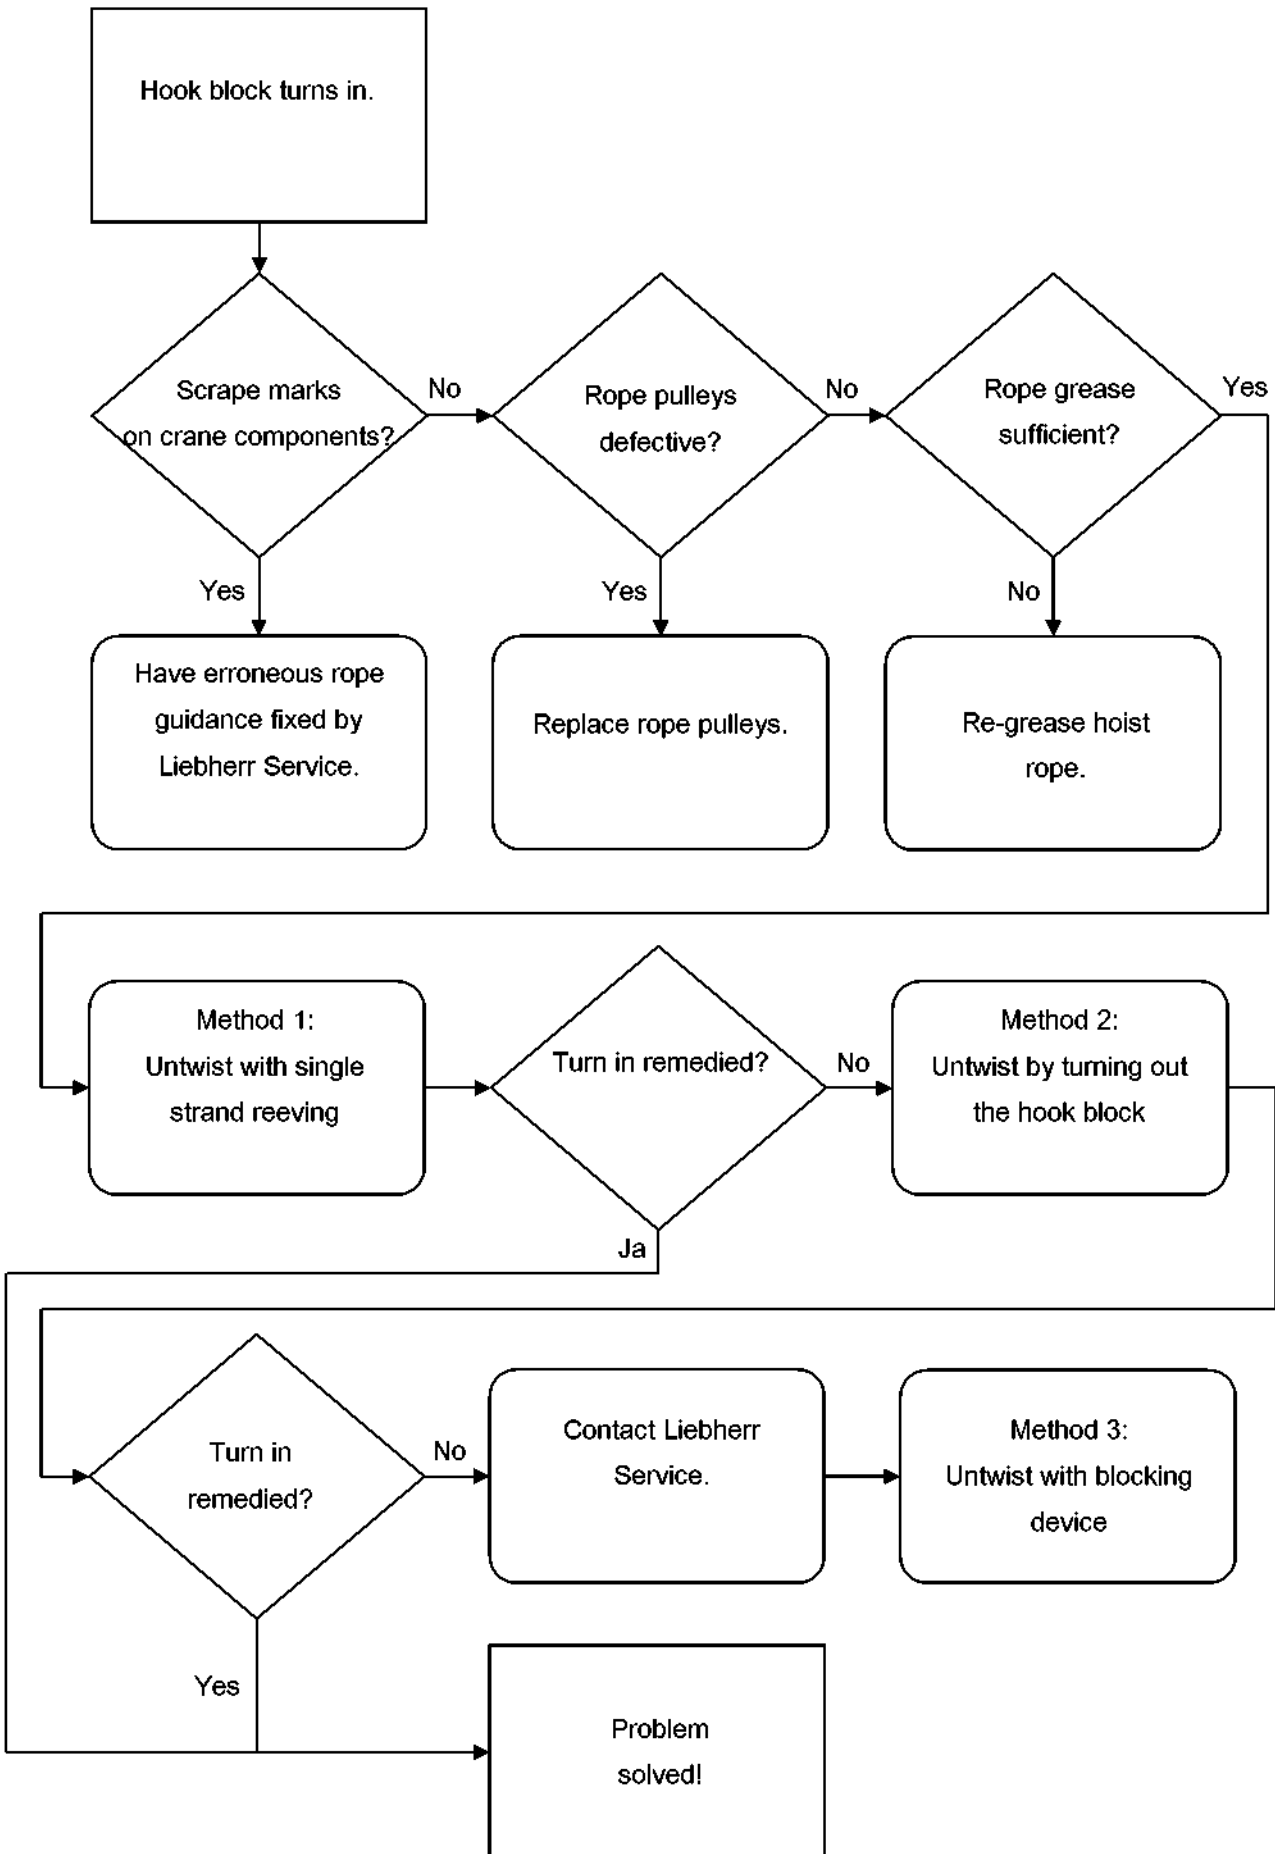 Hook block turns in.
Scrape marks
on crane components?
No
Rope pulleys
defective?
No
Rope grease
sufficient?
Yes
Yes
Yes
No
Have erroneous rope
guidance fixed by
Liebherr Service.
Replace rope pulleys.
Re-grease hoist
rope.
Method 1:
Untwist with single
strand reeving
Turn in remedied?
No
Method 2:
Untwist by turning out
the hook block
Ja
Turn in
remedied?
No
Contact Liebherr
Service.
Method 3:
Untwist with blocking
device
Yes
Problem
solved!